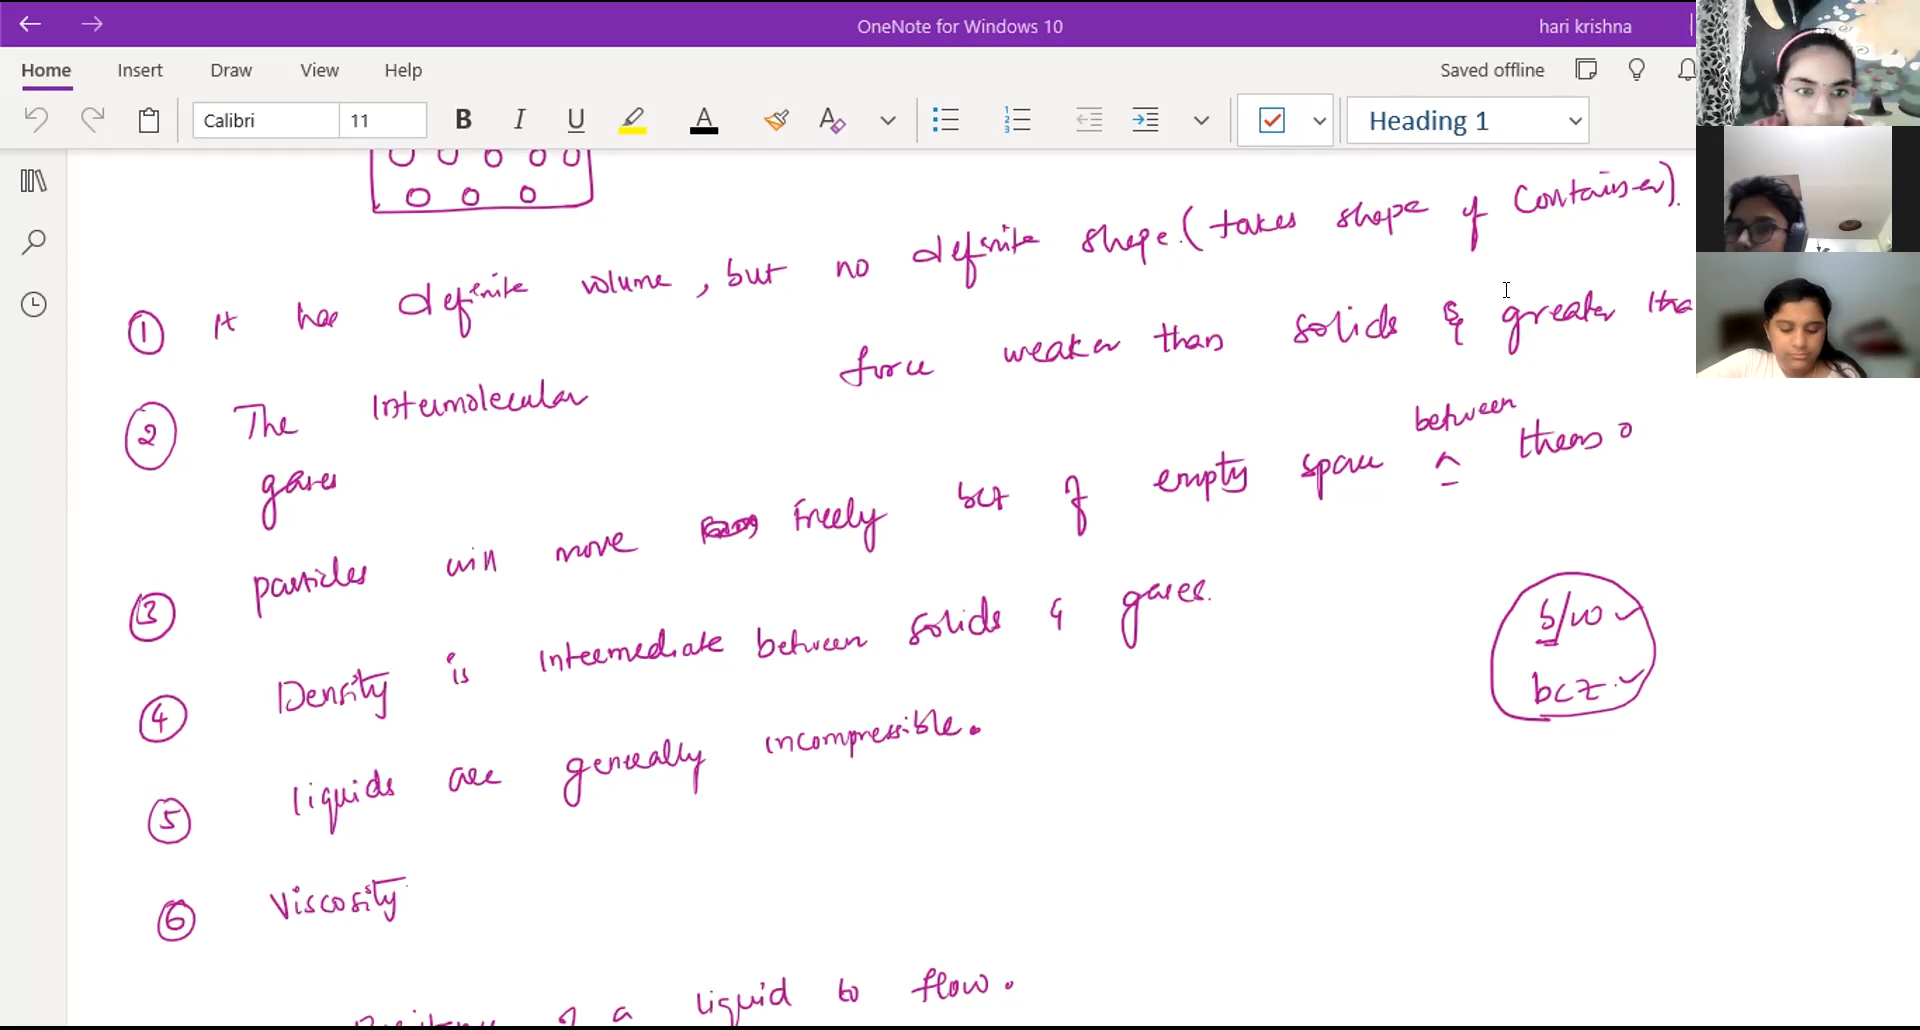 OneNote for Windows 10
hari krishna
Home Insert Draw View Help
Saved offline
Calibri 11 B I U A A Heading 1
① It has definite volume, but no definite shape.(takes shape of Container).
② The Intermolecular force weaker than solids & greater tha
gases
③ particles will move Freely bcz of empty space ^ between them.
④ Density is intermediate between solids & gases.
⑤ liquids are generally incompressible.
b/w ✓
bcz. ✓
⑥ Viscosity
of a liquid to flow.